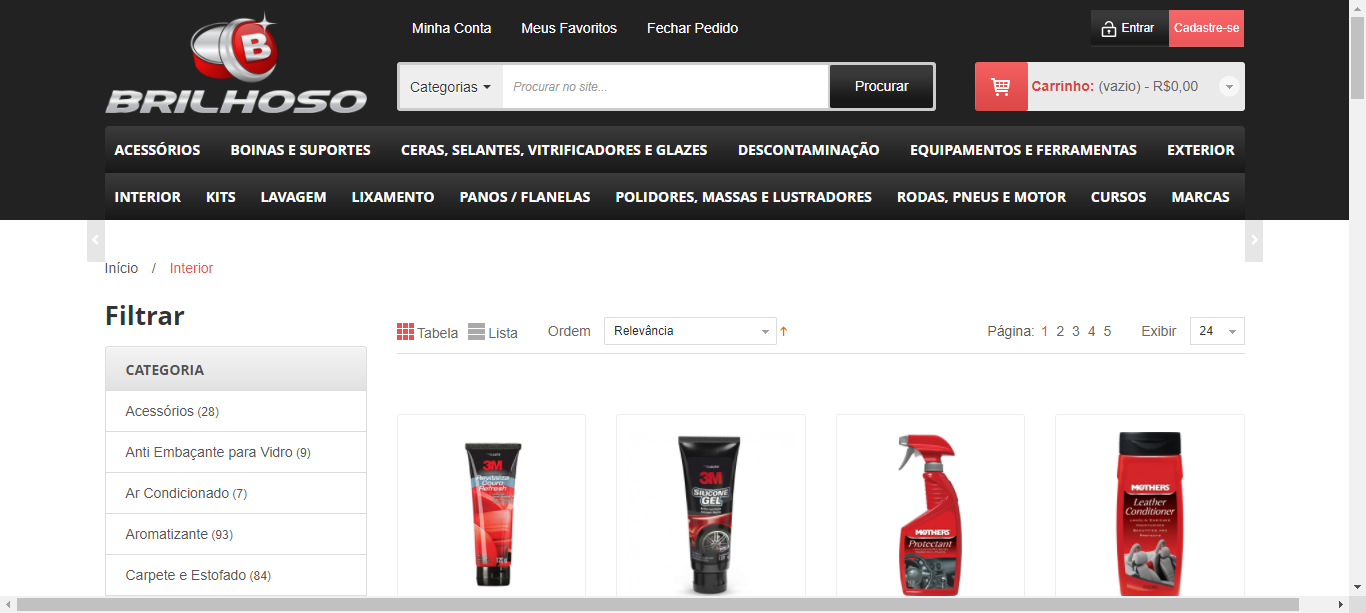 Minha Conta Meus Favoritos Fechar Pedido Entrar Cadastre-se
B
BRILHOSO
Categorias Procurar no site... Procurar Carrinho: (vazio) - R$0,00
ACESSÓRIOS BOINAS E SUPORTES CERAS, SELANTES, VITRIFICADORES E GLAZES DESCONTAMINAÇÃO EQUIPAMENTOS E FERRAMENTAS EXTERIOR
INTERIOR KITS LAVAGEM LIXAMENTO PANOS / FLANELAS POLIDORES, MASSAS E LUSTRADORES RODAS, PNEUS E MOTOR CURSOS MARCAS
Início / Interior
Filtrar
Tabela Lista Ordem Relevância Página: 1 2 3 4 5 Exibir 24
CATEGORIA
Acessórios (28)
Anti Embaçante para Vidro (9)
Ar Condicionado (7)
Aromatizante (93)
Carpete e Estofado (84)
3M
Revitaliza
Couro
Refresh
3M
SILICONE
GEL
MOTHERS
Protectant
MOTHERS
Leather
Conditioner